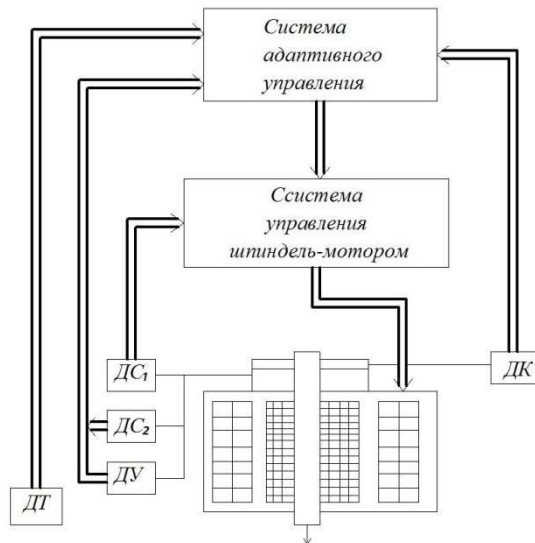 Система
адаптивного
управления
Ссистема
управления
шпиндель-мотором
ДС₁
ДК
ДС₂
ДУ
ДТ